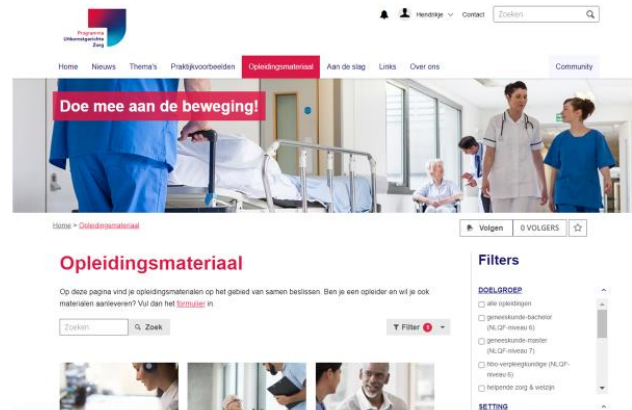 Programma
Uitkomstgerichte
Zorg
Hendrikje
Contact
Zoeken
Home
Nieuws
Thema's
Praktijkvoorbeelden
Opleidingsmateriaal
Aan de slag
Links
Over ons
Community
Doe mee aan de beweging!
Home > Opleidingsmateriaal
Volgen
0 VOLGERS
Opleidingsmateriaal
Op deze pagina vind je opleidingsmaterialen op het gebied van samen beslissen. Ben je een opleider en wil je ook
materialen aanleveren? Vul dan het formulier in.
Zoeken
Zoek
Filter 1
Filters
DOELGROEP
alle opleidingen
geneeskunde-bachelor
(NLQF-niveau 6)
geneeskunde-master
(NLQF-niveau 7)
hbo-verpleegkundige (NLQF-
niveau 6)
helpende zorg & welzijn
SETTING